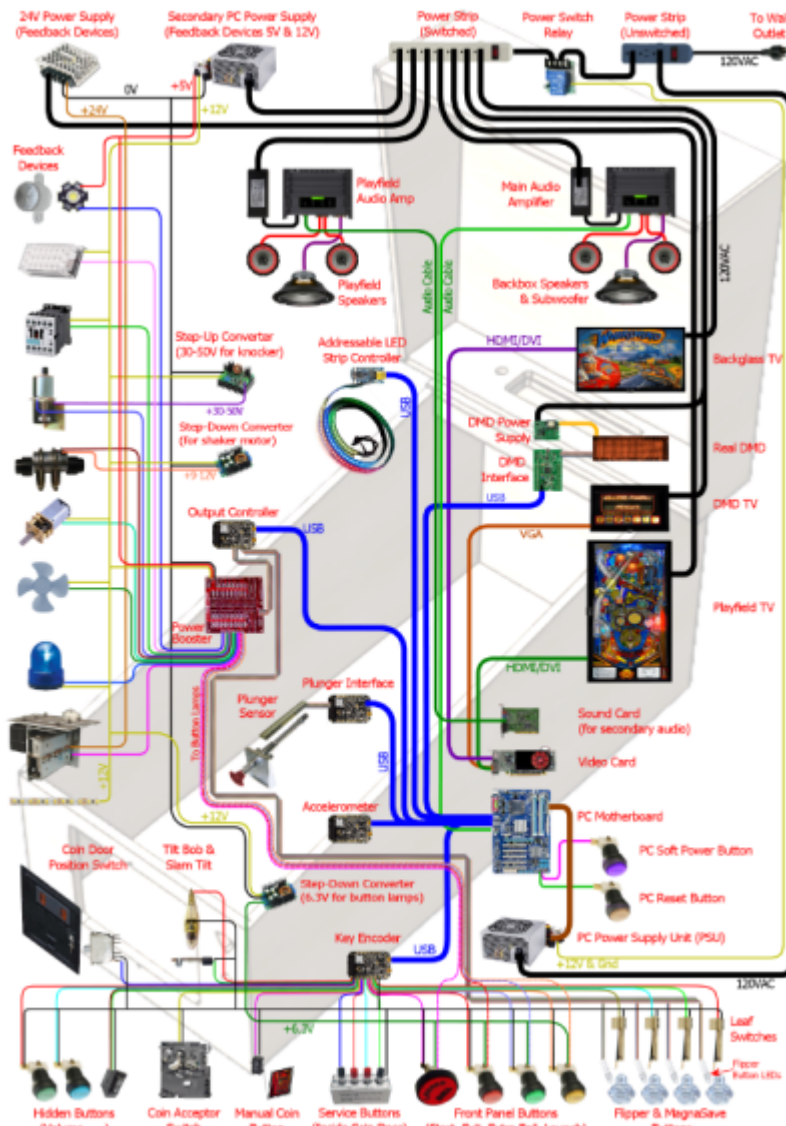 24V Power Supply
(Feedback Devices)
Secondary PC Power Supply
(Feedback Devices 5V & 12V)
Power Strip
(Switched)
Power Switch
Relay
Power Strip
(Unswitched)
To Wall
Outlet
120VAC
0V
+5V
+24V
+12V
Feedback
Devices
Playfield
Audio Amp
Main Audio
Amplifier
120VAC
Playfield
Speakers
Audio Cable
Audio Cable
Backbox Speakers
& Subwoofer
Step-Up Converter
(30-50V for knocker)
Addressable LED
Strip Controller
HDMI/DVI
Backglass TV
+30-50V
USB
Step-Down Converter
(for shaker motor)
DMD Power
Supply
Real DMD
+9-12V
DMD
Interface
USB
Output Controller
USB
DMD TV
VGA
Playfield TV
Power
Booster
HDMI/DVI
Plunger Interface
Plunger
Sensor
To Button Lamps
Sound Card
(for secondary audio)
USB
Video Card
+12V
+12V
Accelerometer
PC Motherboard
Coin Door
Position Switch
Tilt Bob &
Slam Tilt
PC Soft Power Button
Step-Down Converter
(6.3V for button lamps)
PC Reset Button
Key Encoder
USB
PC Power Supply Unit (PSU)
+12V & Gnd
120VAC
+6.3V
Leaf
Switches
Flipper
Button LEDs
Hidden Buttons
Coin Acceptor
Manual Coin
Service Buttons
Front Panel Buttons
Flipper & MagnaSave